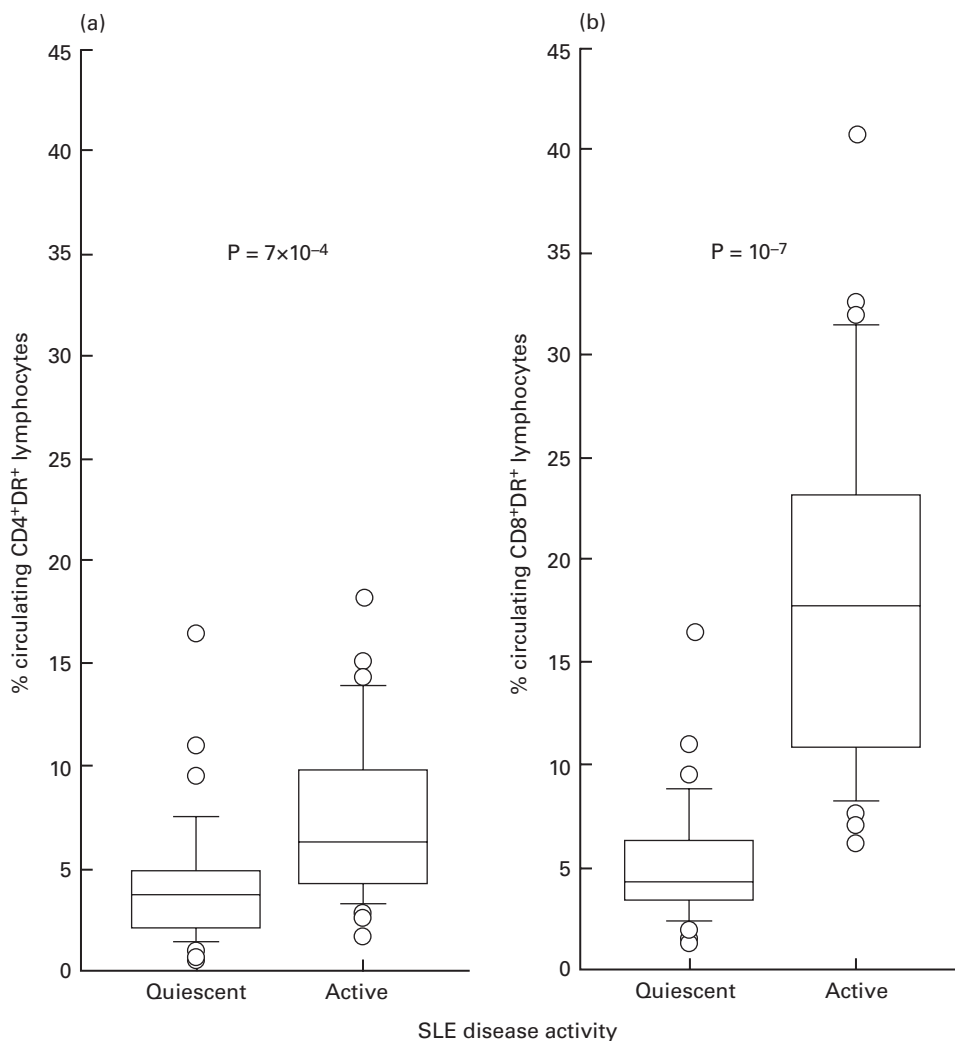 (a)
45
40
35
30
25
20
15
10
5
0
% circulating CD4⁺DR⁺ lymphocytes
P = 7×10⁻⁴
Quiescent
Active
(b)
45
40
35
30
25
20
15
10
5
0
% circulating CD8⁺DR⁺ lymphocytes
P = 10⁻⁷
Quiescent
Active
SLE disease activity